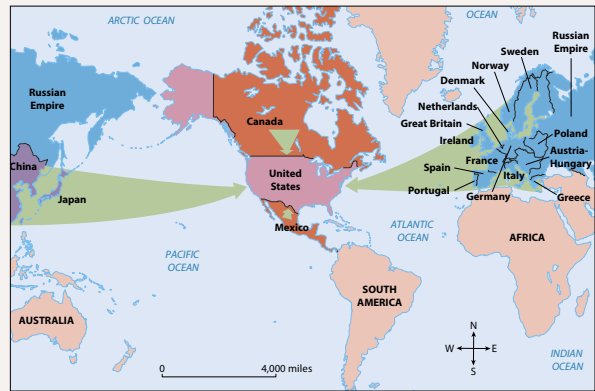 ARCTIC OCEAN
OCEAN
Russian
Empire
Sweden
Norway
Denmark
Netherlands
Great Britain
Ireland
Russian
Empire
Canada
Poland
Austria-
Hungary
China
France
Spain
Italy
United
States
Portugal
Germany
Greece
Japan
Mexico
ATLANTIC
OCEAN
AFRICA
PACIFIC
OCEAN
SOUTH
AMERICA
AUSTRALIA
N
W
E
S
INDIAN
OCEAN
0
4,000 miles